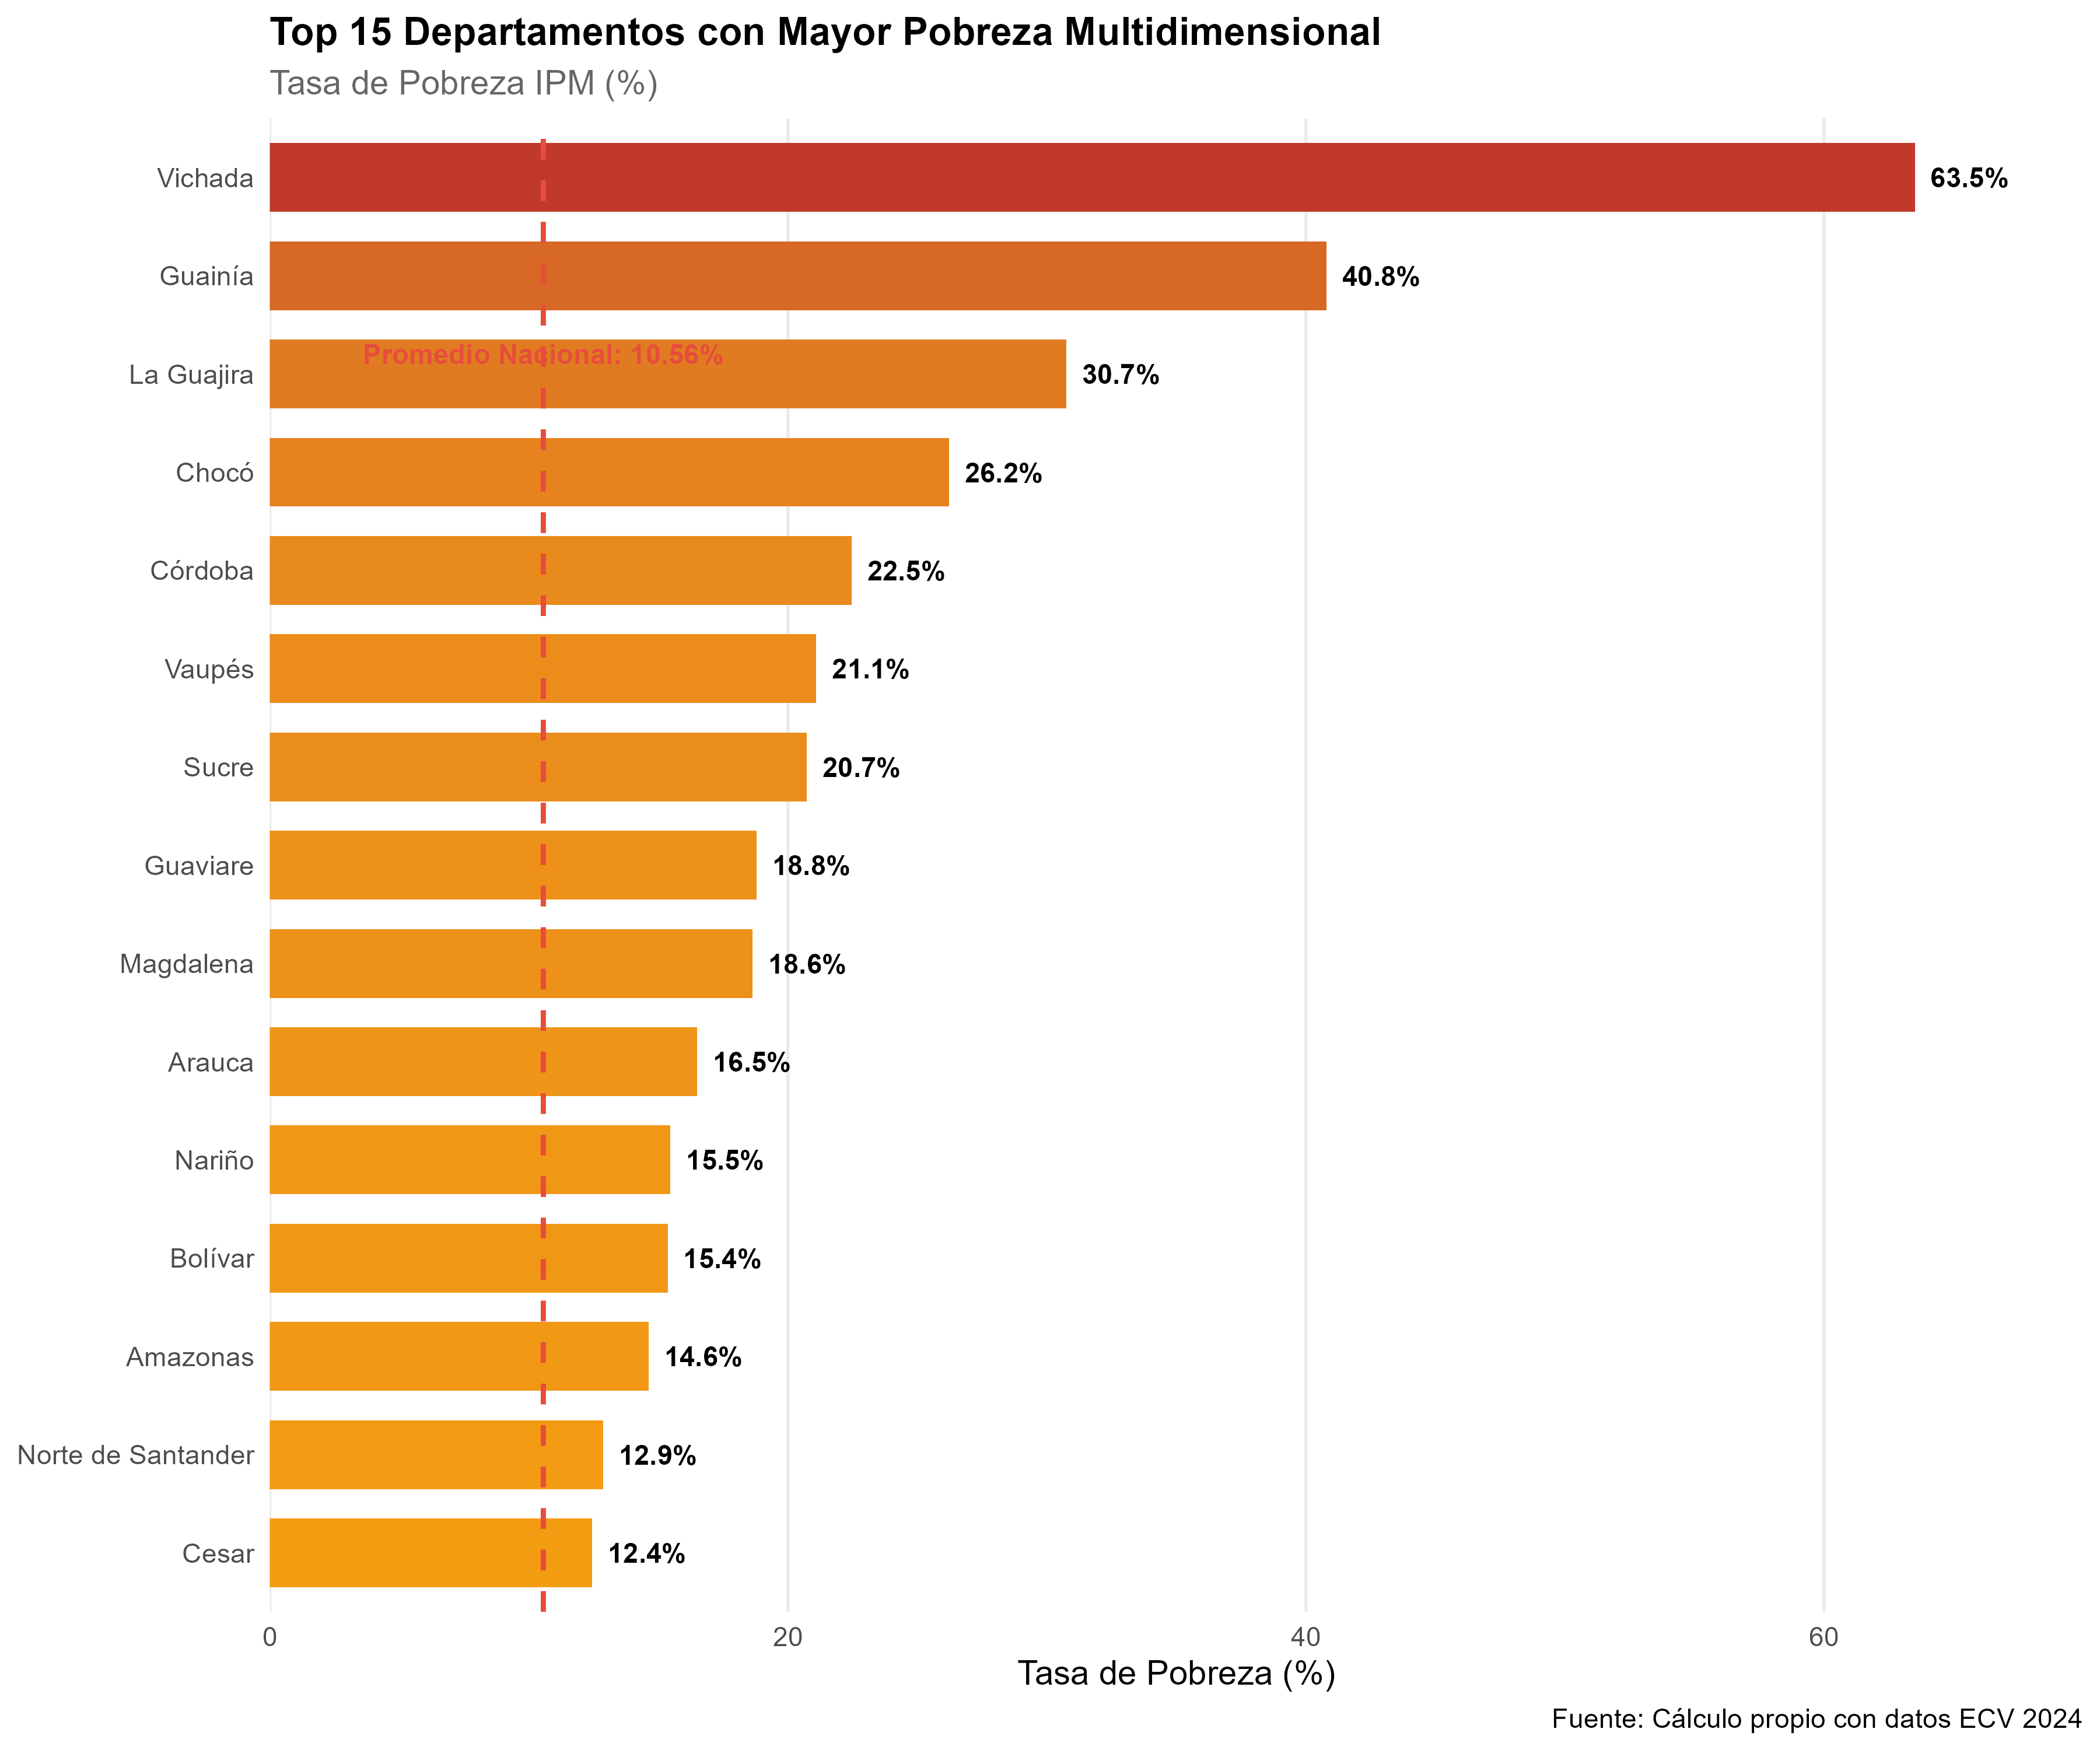 Top 15 Departamentos con Mayor Pobreza Multidimensional
Tasa de Pobreza IPM (%)
Vichada 63.5%
Guainía 40.8%
Promedio Nacional: 10.56%
La Guajira 30.7%
Chocó 26.2%
Córdoba 22.5%
Vaupés 21.1%
Sucre 20.7%
Guaviare 18.8%
Magdalena 18.6%
Arauca 16.5%
Nariño 15.5%
Bolívar 15.4%
Amazonas 14.6%
Norte de Santander 12.9%
Cesar 12.4%
0 20 40 60
Tasa de Pobreza (%)
Fuente: Cálculo propio con datos ECV 2024